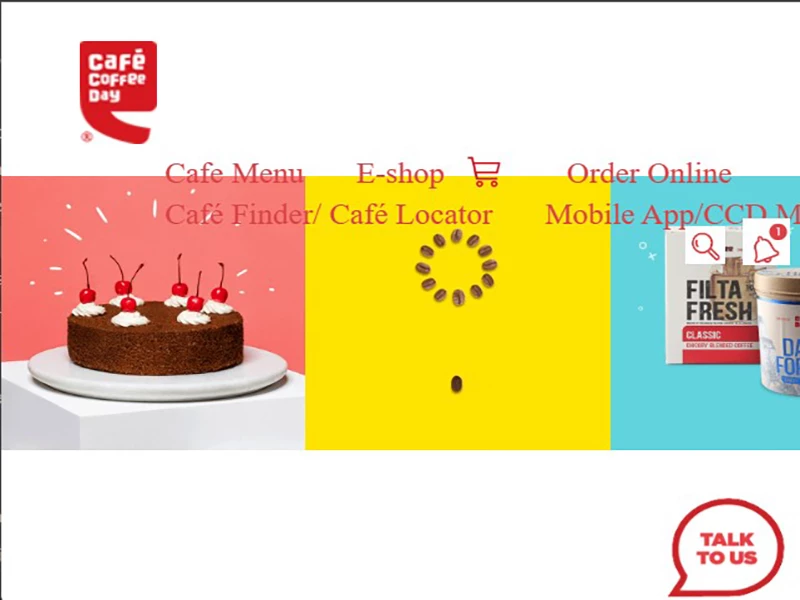 Café
Coffee
Day
®
Cafe Menu E-shop Order Online
Café Finder/ Café Locator Mobile App/CCD M
1
FILTA
FRESH
CLASSIC
CHICORY BLENDED COFFEE
DA
FOR
TALK
TO US